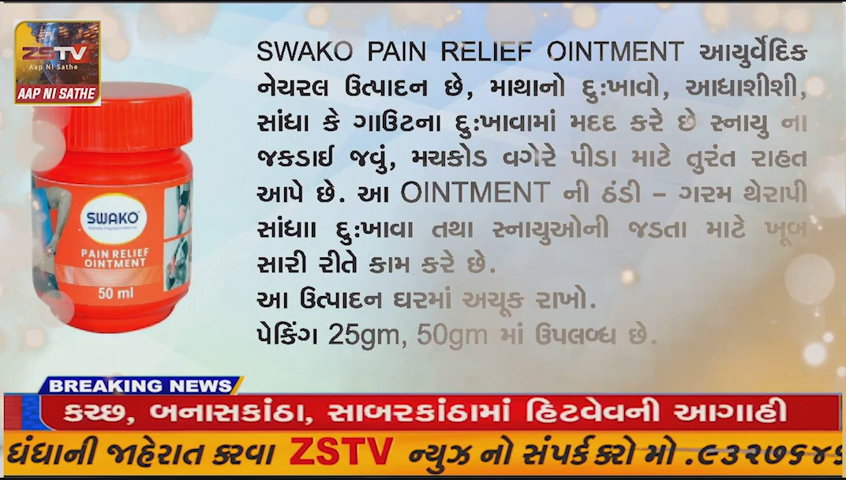 ZSTV
Aap Ni Sathe
AAP NI SATHE
SWAKO PAIN RELIEF OINTMENT આયુર્વેદિક
નેચરલ ઉત્પાદન છે, માથાનો દુઃખાવો, આધાશીશી,
સાંધા કે ગાઉટના દુઃખાવામાં મદદ કરે છે સ્નાયુ ના
જકડાઈ જવું, મચકોડ વગેરે પીડા માટે તુરંત રાહત
આપે છે. આ OINTMENT ની ઠંડી – ગરમ થેરાપી
સાંધાા દુઃખાવા તથા સ્નાયુઓની જડતા માટે ખૂબ
સારી રીતે કામ કરે છે.
આ ઉત્પાદન ઘરમાં અચૂક રાખો.
પેકિંગ 25gm, 50gm માં ઉપલબ્ધ છે.
SWAKO
PAIN RELIEF
OINTMENT
50 ml
BREAKING NEWS
કચ્છ, બનાસકાંઠા, સાબરકાંઠામાં હિટવેવની આગાહી
ધંધાની જાહેરાત કરવા ZSTV ન્યુઝ નો સંપર્ક કરો મો .૯૩૨૭૬૪